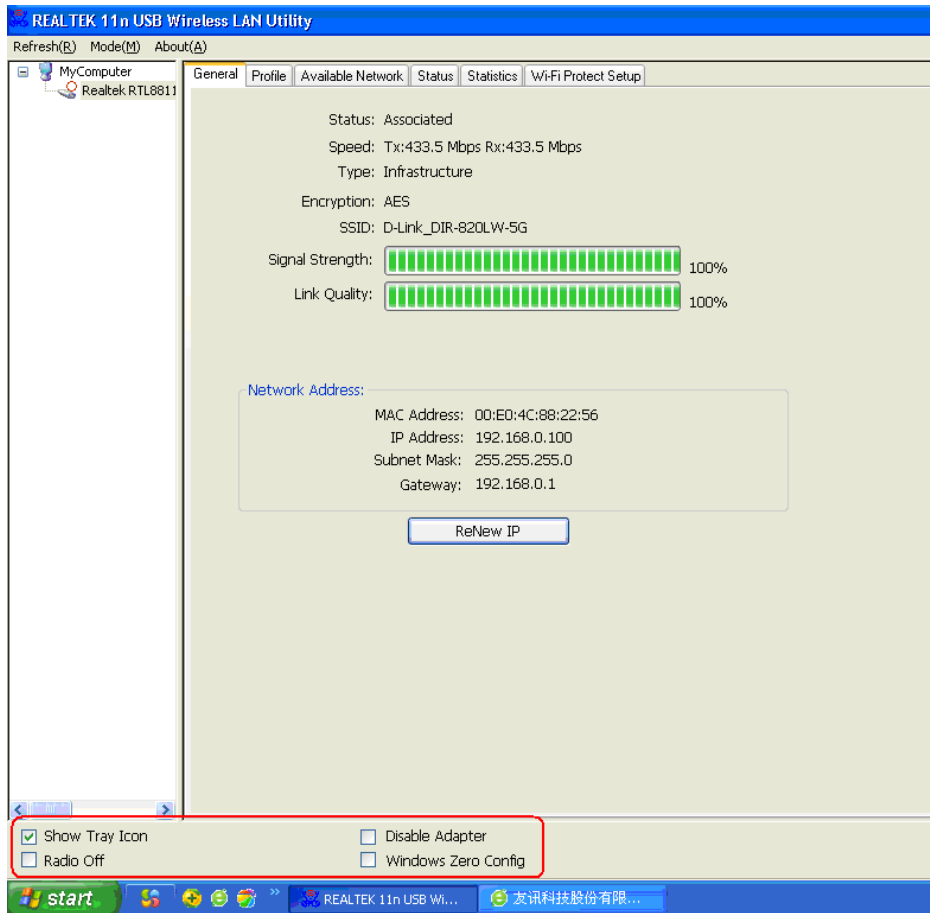 REALTEK 11n USB Wireless LAN Utility
Refresh(R) Mode(M) About(A)
MyComputer
Realtek RTL8811
General Profile Available Network Status Statistics Wi-Fi Protect Setup
Status: Associated
Speed: Tx:433.5 Mbps Rx:433.5 Mbps
Type: Infrastructure
Encryption: AES
SSID: D-Link_DIR-820LW-5G
Signal Strength: 100%
Link Quality: 100%
Network Address:
MAC Address: 00:E0:4C:88:22:56
IP Address: 192.168.0.100
Subnet Mask: 255.255.255.0
Gateway: 192.168.0.1
ReNew IP
Show Tray Icon Disable Adapter
Radio Off Windows Zero Config
start REALTEK 11n USB Wi... 友讯科技股份有限...